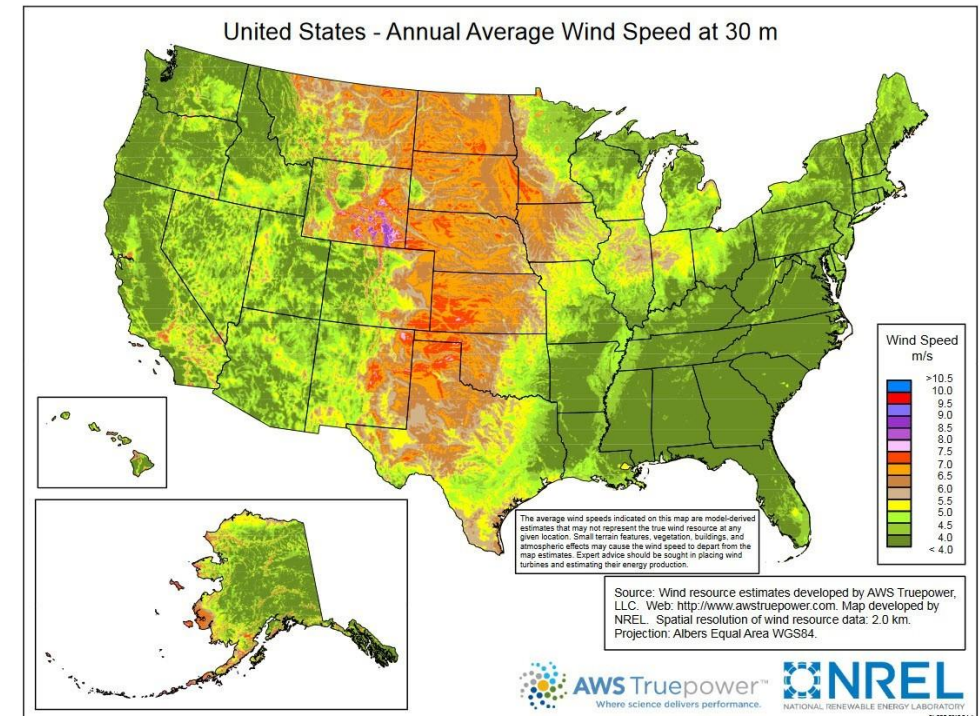 United States - Annual Average Wind Speed at 30 m
Wind Speed
m/s
>10.5
10.0
9.5
9.0
8.5
8.0
7.5
7.0
6.5
6.0
5.5
5.0
4.5
4.0
< 4.0
The average wind speeds indicated on this map are model-derived
estimates that may not represent the true wind resource at any
given location. Small terrain features, vegetation, buildings, and
atmospheric effects may cause the wind speed to depart from the
map estimates. Expert advice should be sought in placing wind
turbines and estimating their energy production.
Source: Wind resource estimates developed by AWS Truepower,
LLC. Web: http://www.awstruepower.com. Map developed by
NREL. Spatial resolution of wind resource data: 2.0 km.
Projection: Albers Equal Area WGS84.
AWS Truepower™
Where science delivers performance.
NREL
NATIONAL RENEWABLE ENERGY LABORATORY